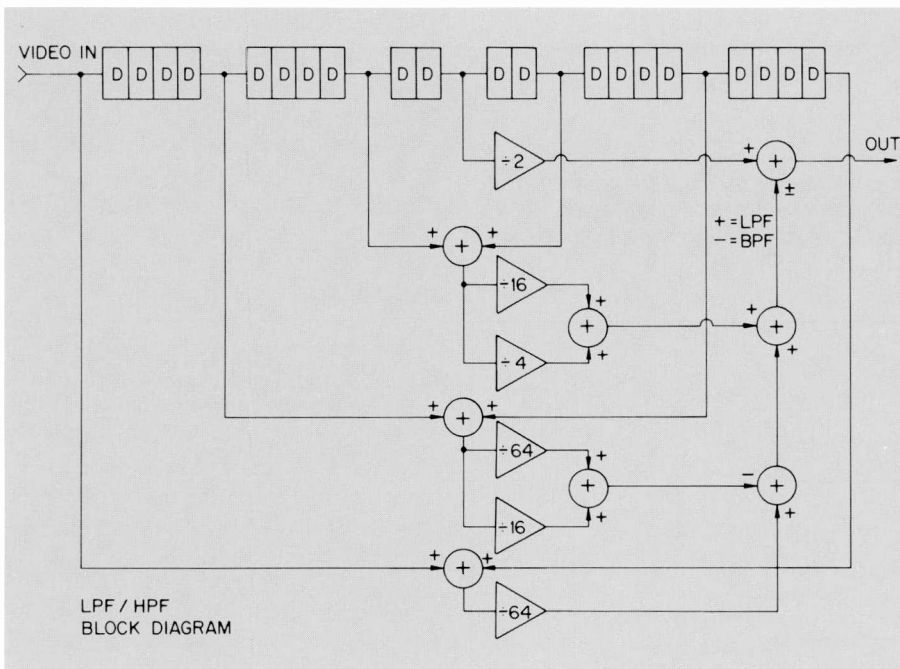 VIDEO IN
D D D D D D D D D D D D D D D D D D D D
÷2
+
+
OUT
±
+ = LPF
− = BPF
+ + +
÷16
+
+
+
+
+
÷4
+
+
+ + +
÷64
+
+
−
+
+
÷16
+
+ + +
÷64
LPF / HPF
BLOCK DIAGRAM